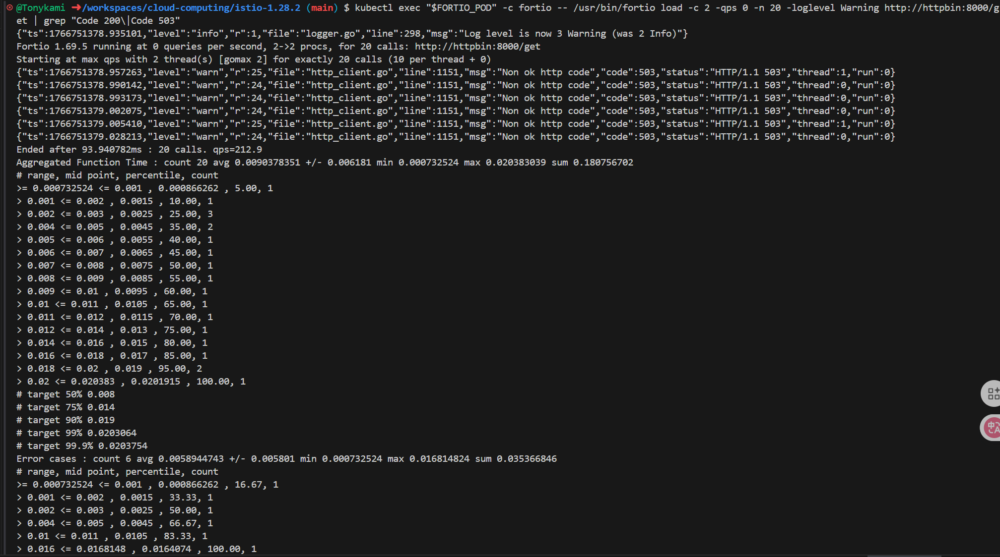 @Tonykami ➜/workspaces/cloud-computing/istio-1.28.2 (main) $ kubectl exec "$FORTIO_POD" -c fortio -- /usr/bin/fortio load -c 2 -qps 0 -n 20 -loglevel Warning http://httpbin:8000/g
et | grep "Code 200\|Code 503"
{"ts":1766751378.935101,"level":"info","r":1,"file":"logger.go","line":298,"msg":"Log level is now 3 Warning (was 2 Info)"}
Fortio 1.69.5 running at 0 queries per second, 2->2 procs, for 20 calls: http://httpbin:8000/get
Starting at max qps with 2 thread(s) [gomax 2] for exactly 20 calls (10 per thread + 0)
{"ts":1766751378.957263,"level":"warn","r":25,"file":"http_client.go","line":1151,"msg":"Non ok http code","code":503,"status":"HTTP/1.1 503","thread":1,"run":0}
{"ts":1766751378.990142,"level":"warn","r":24,"file":"http_client.go","line":1151,"msg":"Non ok http code","code":503,"status":"HTTP/1.1 503","thread":0,"run":0}
{"ts":1766751378.993173,"level":"warn","r":24,"file":"http_client.go","line":1151,"msg":"Non ok http code","code":503,"status":"HTTP/1.1 503","thread":0,"run":0}
{"ts":1766751379.002075,"level":"warn","r":24,"file":"http_client.go","line":1151,"msg":"Non ok http code","code":503,"status":"HTTP/1.1 503","thread":0,"run":0}
{"ts":1766751379.005410,"level":"warn","r":25,"file":"http_client.go","line":1151,"msg":"Non ok http code","code":503,"status":"HTTP/1.1 503","thread":1,"run":0}
{"ts":1766751379.028213,"level":"warn","r":24,"file":"http_client.go","line":1151,"msg":"Non ok http code","code":503,"status":"HTTP/1.1 503","thread":0,"run":0}
Ended after 93.940782ms : 20 calls. qps=212.9
Aggregated Function Time : count 20 avg 0.0090378351 +/- 0.006181 min 0.000732524 max 0.020383039 sum 0.180756702
# range, mid point, percentile, count
>= 0.000732524 <= 0.001 , 0.000866262 , 5.00, 1
> 0.001 <= 0.002 , 0.0015 , 10.00, 1
> 0.002 <= 0.003 , 0.0025 , 25.00, 3
> 0.004 <= 0.005 , 0.0045 , 35.00, 2
> 0.005 <= 0.006 , 0.0055 , 40.00, 1
> 0.006 <= 0.007 , 0.0065 , 45.00, 1
> 0.007 <= 0.008 , 0.0075 , 50.00, 1
> 0.008 <= 0.009 , 0.0085 , 55.00, 1
> 0.009 <= 0.01 , 0.0095 , 60.00, 1
> 0.01 <= 0.011 , 0.0105 , 65.00, 1
> 0.011 <= 0.012 , 0.0115 , 70.00, 1
> 0.012 <= 0.014 , 0.013 , 75.00, 1
> 0.014 <= 0.016 , 0.015 , 80.00, 1
> 0.016 <= 0.018 , 0.017 , 85.00, 1
> 0.018 <= 0.02 , 0.019 , 95.00, 2
> 0.02 <= 0.020383 , 0.0201915 , 100.00, 1
# target 50% 0.008
# target 75% 0.014
# target 90% 0.019
# target 99% 0.0203064
# target 99.9% 0.0203754
Error cases : count 6 avg 0.0058944743 +/- 0.005801 min 0.000732524 max 0.016814824 sum 0.035366846
# range, mid point, percentile, count
>= 0.000732524 <= 0.001 , 0.000866262 , 16.67, 1
> 0.001 <= 0.002 , 0.0015 , 33.33, 1
> 0.002 <= 0.003 , 0.0025 , 50.00, 1
> 0.004 <= 0.005 , 0.0045 , 66.67, 1
> 0.01 <= 0.011 , 0.0105 , 83.33, 1
> 0.016 <= 0.0168148 , 0.0164074 , 100.00, 1
中A